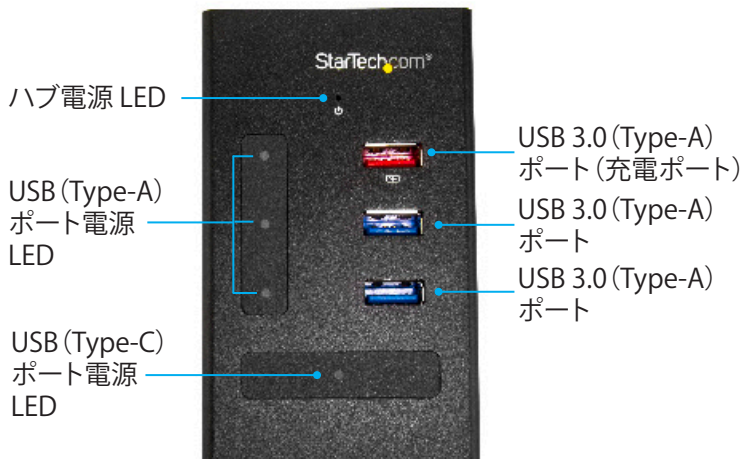 StarTech.com®
ハブ電源 LED
USB（Type-A）
ポート電源
LED
USB（Type-C）
ポート電源
LED
USB 3.0（Type-A）
ポート（充電ポート）
USB 3.0（Type-A）
ポート
USB 3.0（Type-A）
ポート